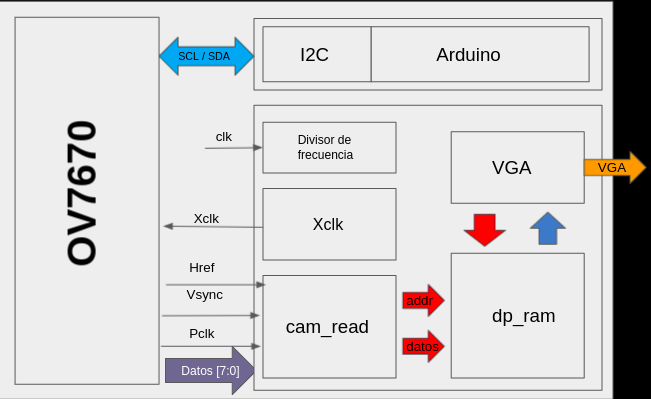 OV7670
SCL / SDA
I2C
Arduino
clk
Divisor de
frecuencia
VGA
VGA
Xclk
Xclk
Href
Vsync
Pclk
Datos [7:0]
cam_read
addr
datos
dp_ram